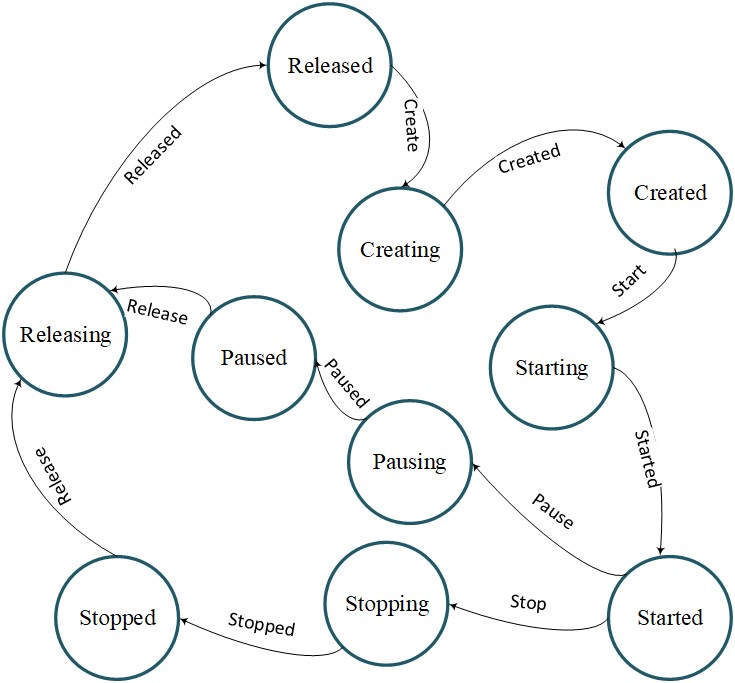 Released
Create
Released
Created
Created
Creating
Start
Release
Releasing
Paused
Starting
Paused
Started
Pausing
Release
Pause
Stop
Stopping
Stopped
Started
Stopped